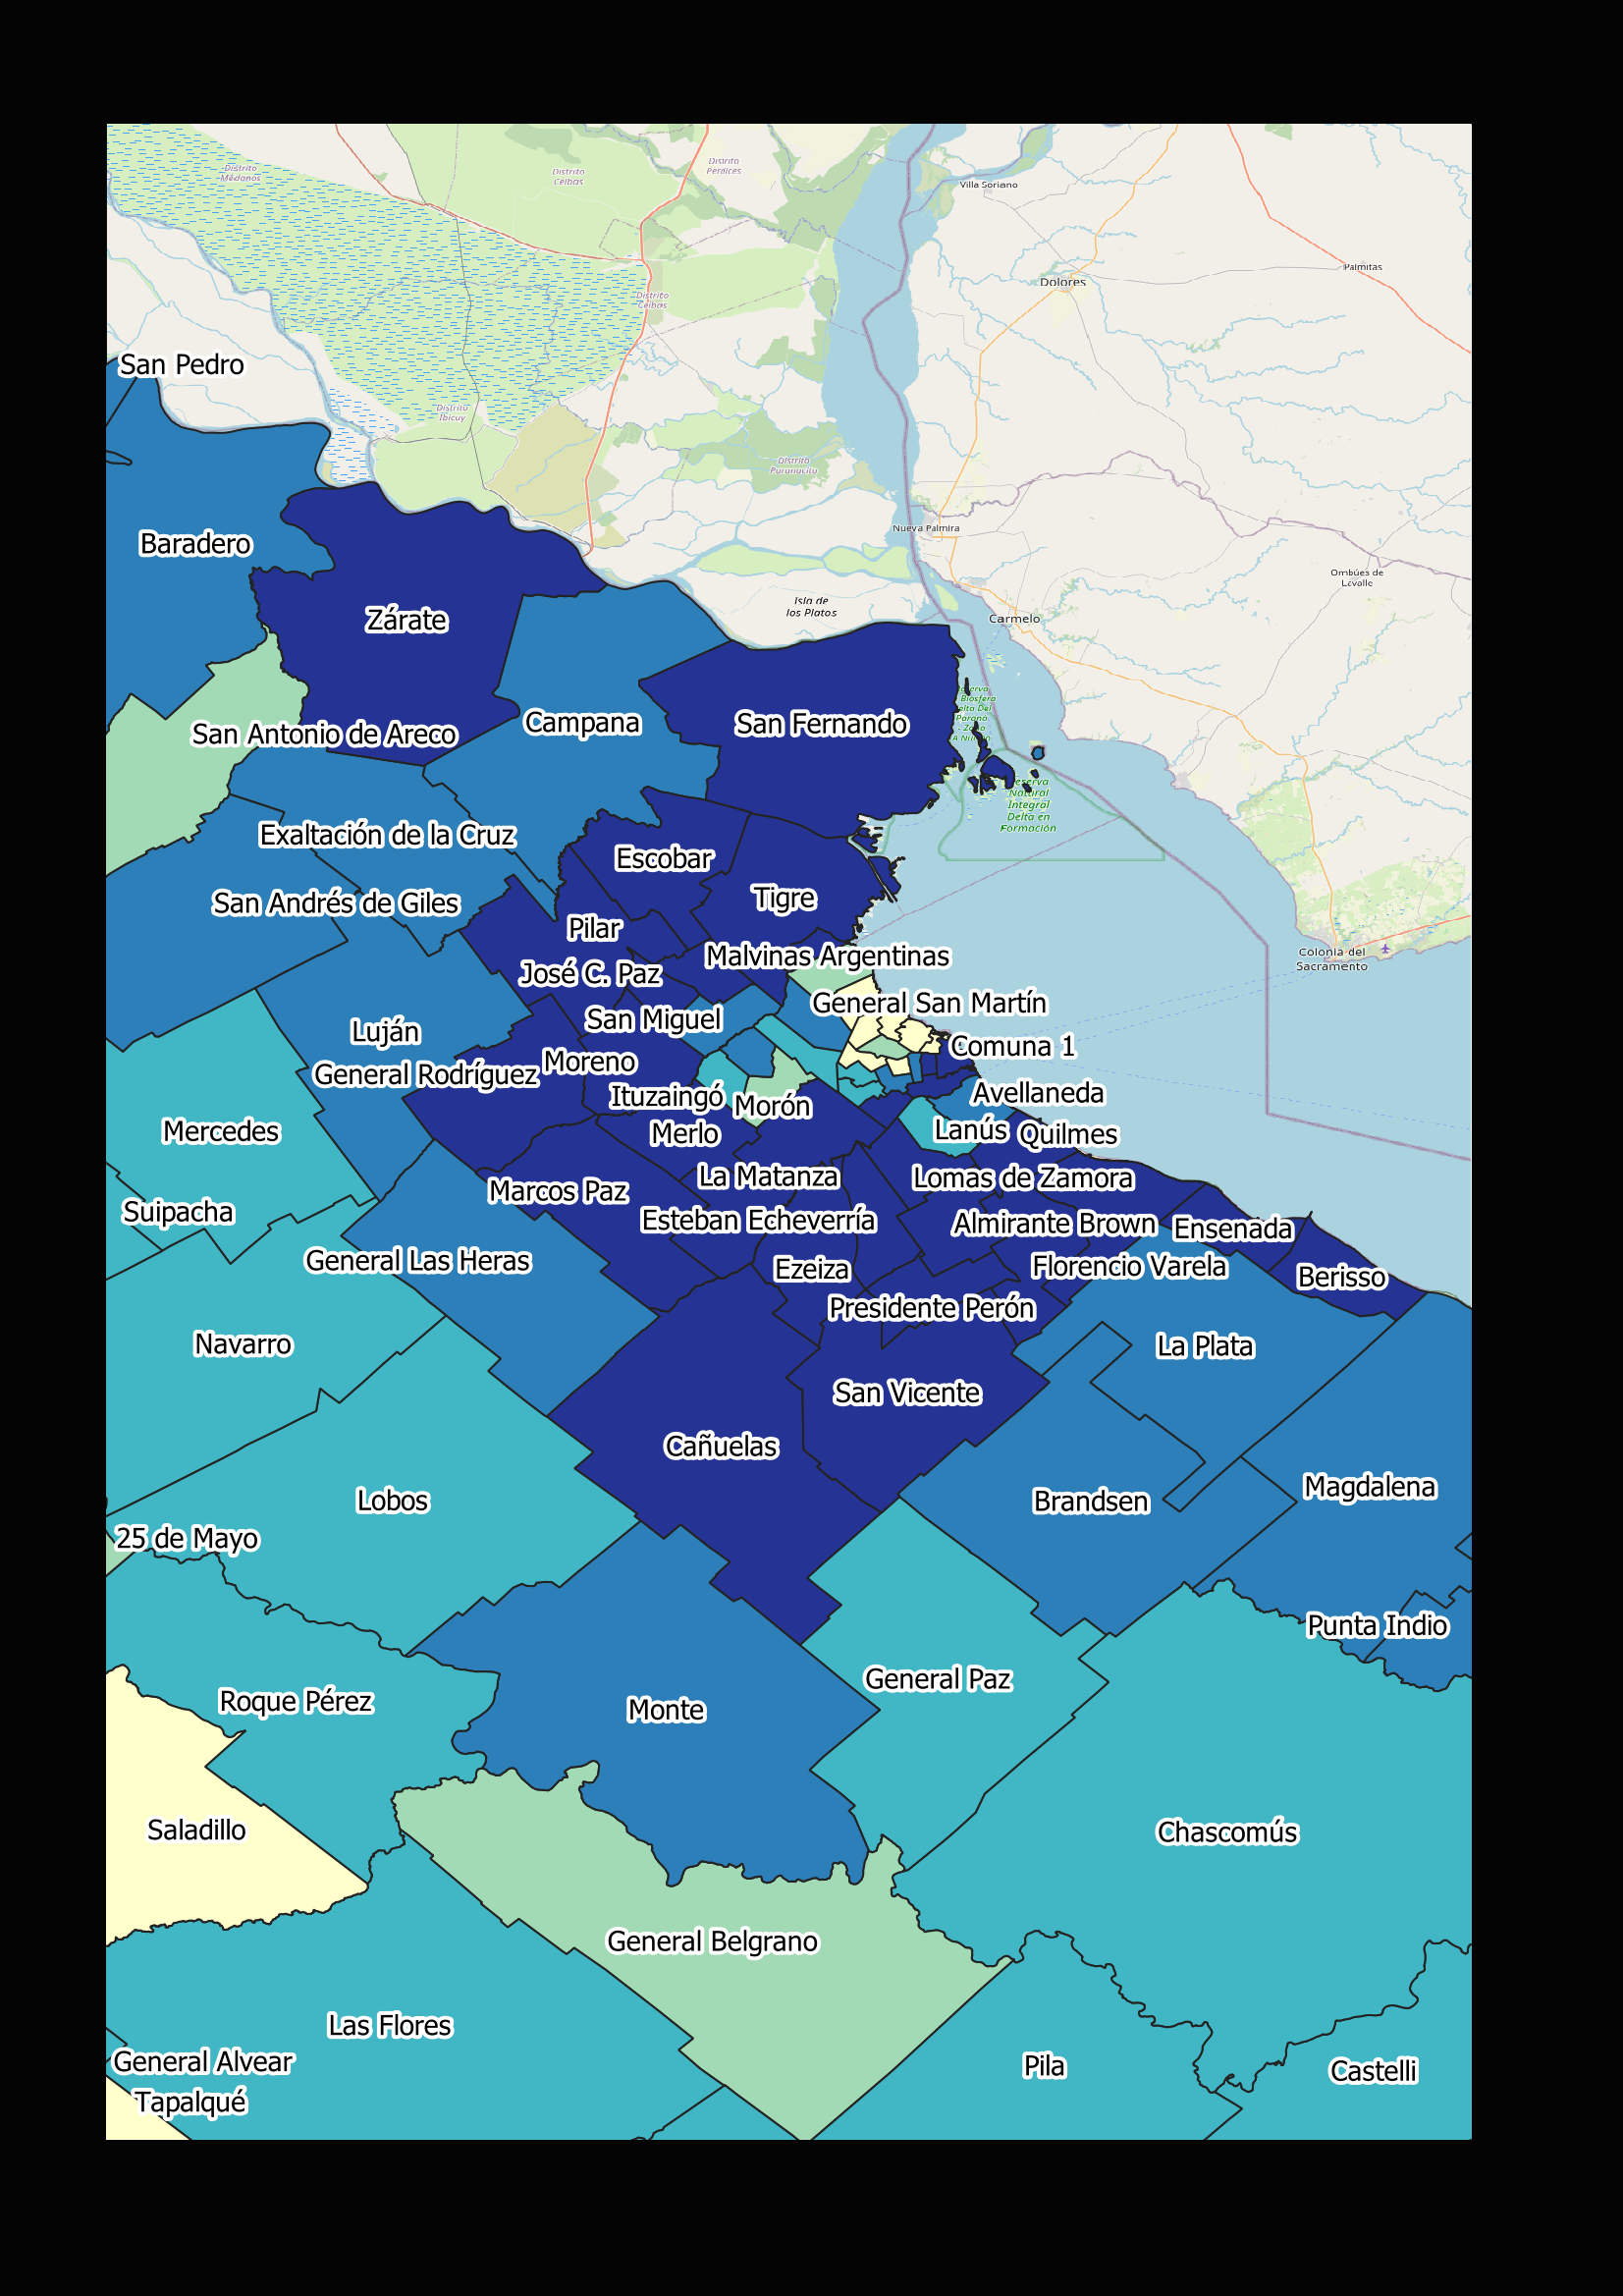 Distrito
Médanos
Distrito
Ceibas
Distrito
Perdices
Villa Soriano
Palmitas
Dolores
Distrito
Ceibas
San Pedro
Distrito
Ibicuy
Distrito
Paranacito
Nueva Palmira
Baradero
Ombúes de
Lavalle
Isla de
los Platos
Carmelo
Zárate
San Antonio de Areco
Campana
San Fernando
Biosfera
Delta Del
Paraná
Reserva
Natural
Integral
Delta en
Formación
Exaltación de la Cruz
Escobar
San Andrés de Giles
Tigre
Pilar
Malvinas Argentinas
Colonia del
Sacramento
José C. Paz
General San Martín
San Miguel
Luján
Comuna 1
Moreno
General Rodríguez
Ituzaingó
Morón
Avellaneda
Mercedes
Merlo
Lanús
Quilmes
La Matanza
Lomas de Zamora
Marcos Paz
Suipacha
Esteban Echeverría
Almirante Brown
Ensenada
General Las Heras
Ezeiza
Florencio Varela
Berisso
Presidente Perón
Navarro
La Plata
San Vicente
Cañuelas
Lobos
Brandsen
Magdalena
25 de Mayo
Punta Indio
General Paz
Roque Pérez
Monte
Saladillo
Chascomús
General Belgrano
Las Flores
General Alvear
Pila
Castelli
Tapalqué